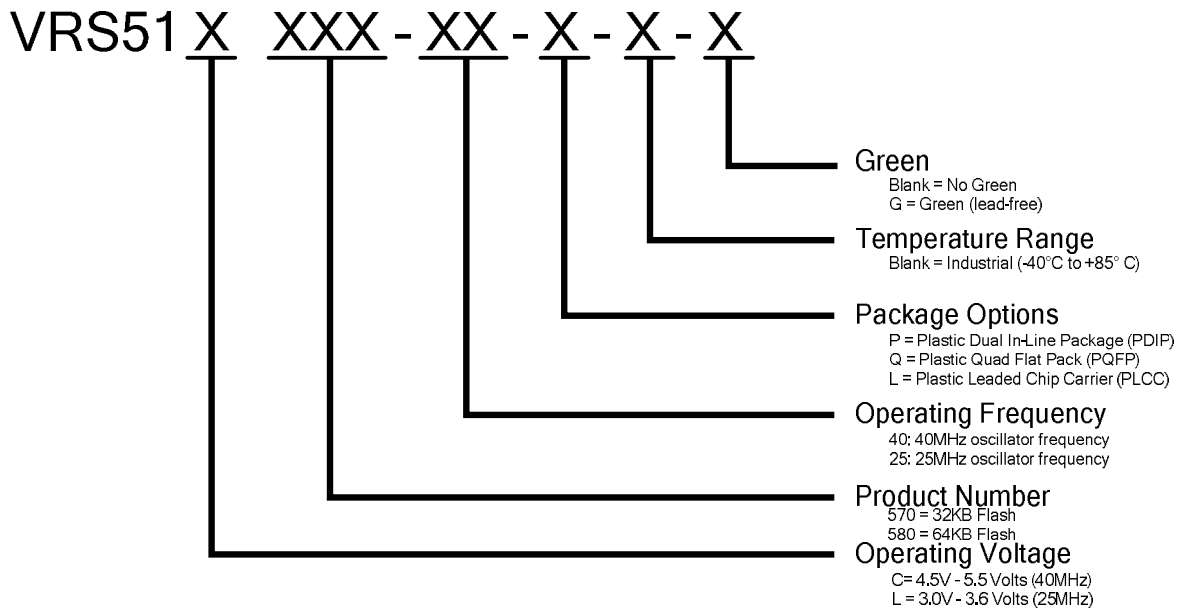 VRS51 X XXX - XX - X - X - X
Green
Blank = No Green
G = Green (lead-free)
Temperature Range
Blank = Industrial (-40°C to +85° C)
Package Options
P = Plastic Dual In-Line Package (PDIP)
Q = Plastic Quad Flat Pack (PQFP)
L = Plastic Leaded Chip Carrier (PLCC)
Operating Frequency
40: 40MHz oscillator frequency
25: 25MHz oscillator frequency
Product Number
570 = 32KB Flash
580 = 64KB Flash
Operating Voltage
C= 4.5V - 5.5 Volts (40MHz)
L = 3.0V - 3.6 Volts (25MHz)